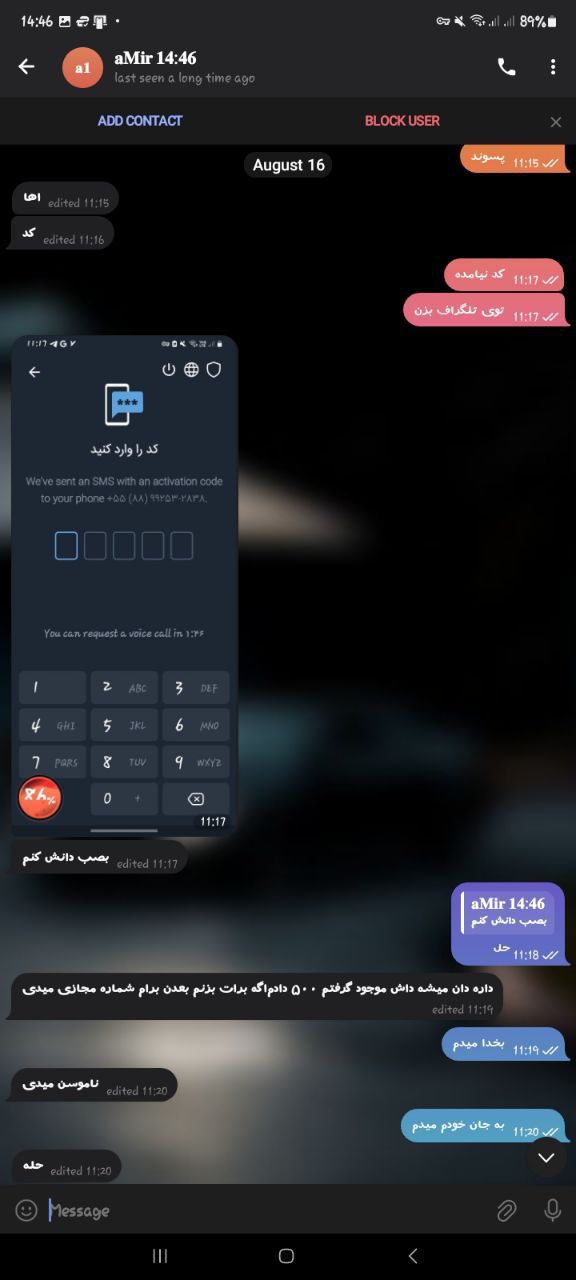 14:46
89%
a1
aMir 14:46
last seen a long time ago
ADD CONTACT
BLOCK USER
August 16
پسوند 11:15
اها edited 11:15
کد edited 11:16
کد نیامده 11:17
توی تلگراف بزن 11:17
۱۱:۱۷
کد را وارد کنید
We've sent an SMS with an activation code
to your phone +۵۵ (۸۸) ۹۹۲۵۳-۲۸۳۸.
You can request a voice call in ۱:۴۶
1
2 ABC
3 DEF
4 GHI
5 JKL
6 MNO
7 PQRS
8 TUV
9 WXYZ
0 +
11:17
بصب دانش کنم edited 11:17
aMir 14:46
بصب دانش کنم
حل 11:18
داره دان میشه داش موجود گرفتم ۵۰۰ دادم‌اگه برات بزنم بعدن برام شماره مجازی میدی
edited 11:19
بخدا میدم 11:19
ناموسن میدی edited 11:20
به جان خودم میدم 11:20
حله edited 11:20
Message